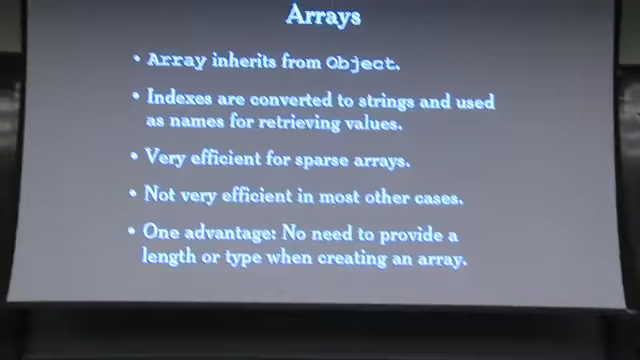 Arrays
• Array inherits from Object.
• Indexes are converted to strings and used
as names for retrieving values.
• Very efficient for sparse arrays.
• Not very efficient in most other cases.
• One advantage: No need to provide a
length or type when creating an array.